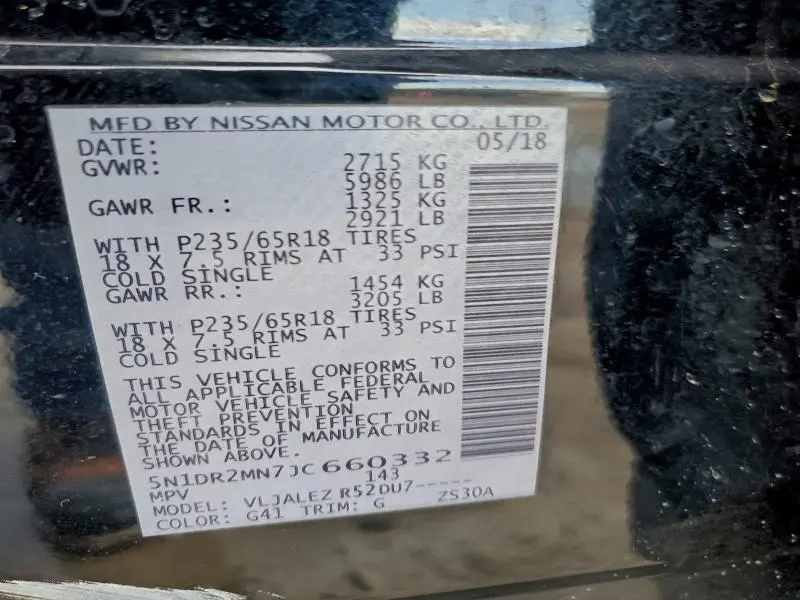 MFD BY NISSAN MOTOR CO., LTD.
DATE: 05/18
GVWR: 2715 KG
5986 LB
GAWR FR.: 1325 KG
2921 LB
WITH P235/65R18 TIRES
18 X 7.5 RIMS AT 33 PSI
COLD SINGLE
GAWR RR.: 1454 KG
3205 LB
WITH P235/65R18 TIRES
18 X 7.5 RIMS AT 33 PSI
COLD SINGLE
THIS VEHICLE CONFORMS TO
ALL APPLICABLE FEDERAL
MOTOR VEHICLE SAFETY AND
THEFT PREVENTION
STANDARDS IN EFFECT ON
THE DATE OF MANUFACTURE
SHOWN ABOVE.
5N1DR2MN7JC660332
MPV 143
MODEL: VLJALEZ R52DU7-----
COLOR: G41 TRIM: G ZS30A